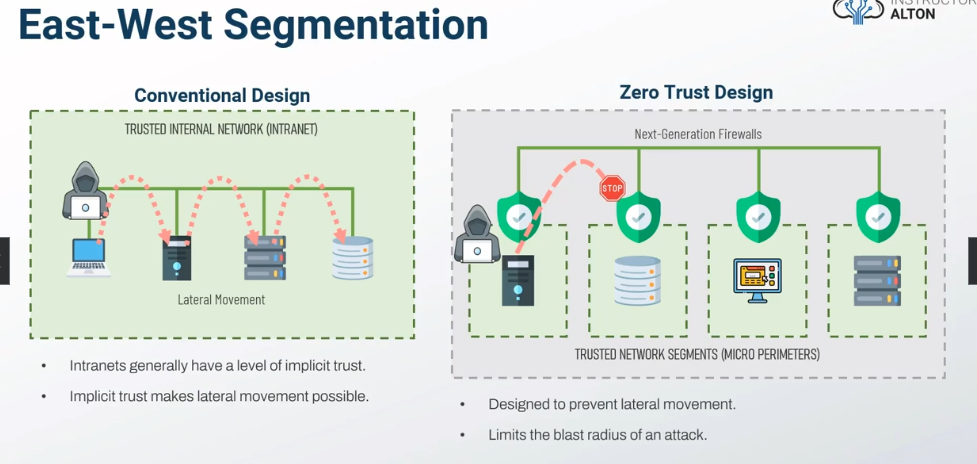 East-West Segmentation
INSTRUCTOR
ALTON
Conventional Design
TRUSTED INTERNAL NETWORK (INTRANET)
Lateral Movement
• Intranets generally have a level of implicit trust.
• Implicit trust makes lateral movement possible.
Zero Trust Design
Next-Generation Firewalls
STOP
TRUSTED NETWORK SEGMENTS (MICRO PERIMETERS)
• Designed to prevent lateral movement.
• Limits the blast radius of an attack.